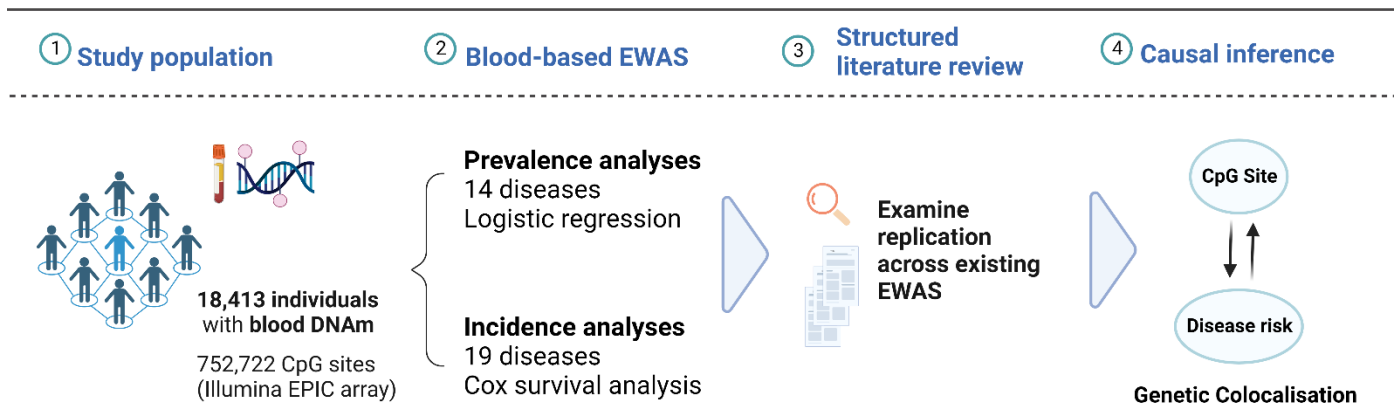 1 Study population
2 Blood-based EWAS
3 Structured
literature review
4 Causal inference
18,413 individuals
with blood DNAm
752,722 CpG sites
(Illumina EPIC array)
Prevalence analyses
14 diseases
Logistic regression
Incidence analyses
19 diseases
Cox survival analysis
Examine
replication
across existing
EWAS
CpG Site
Disease risk
Genetic Colocalisation